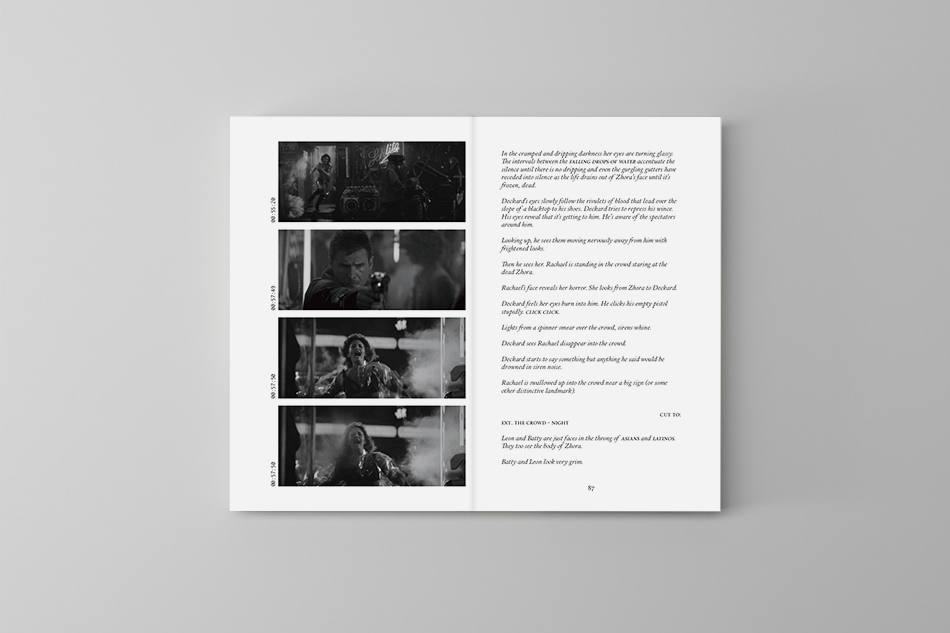 00:55:20
00:57:49
00:57:50
00:57:50
In the cramped and dripping darkness her eyes are turning glassy.
The intervals between the FALLING DROPS OF WATER accentuate the
silence until there is no dripping and even the gurgling gutters have
receded into silence as the life drains out of Zhora's face until it's
frozen, dead.
Deckard's eyes slowly follow the rivulets of blood that lead over the
slope of a blacktop to his shoes. Deckard tries to repress his wince.
His eyes reveal that it's getting to him. He's aware of the spectators
around him.
Looking up, he sees them moving nervously away from him with
frightened looks.
Then he sees her. Rachael is standing in the crowd staring at the
dead Zhora.
Rachael's face reveals her horror. She looks from Zhora to Deckard.
Deckard feels her eyes burn into him. He clicks his empty pistol
stupidly. CLICK CLICK.
Lights from a spinner smear over the crowd, sirens whine.
Deckard sees Rachael disappear into the crowd.
Deckard starts to say something but anything he said would be
drowned in siren noise.
Rachael is swallowed up into the crowd near a big sign (or some
other distinctive landmark).
CUT TO:
EXT. THE CROWD - NIGHT
Leon and Batty are just faces in the throng of ASIANS and LATINOS.
They too see the body of Zhora.
Batty and Leon look very grim.
87